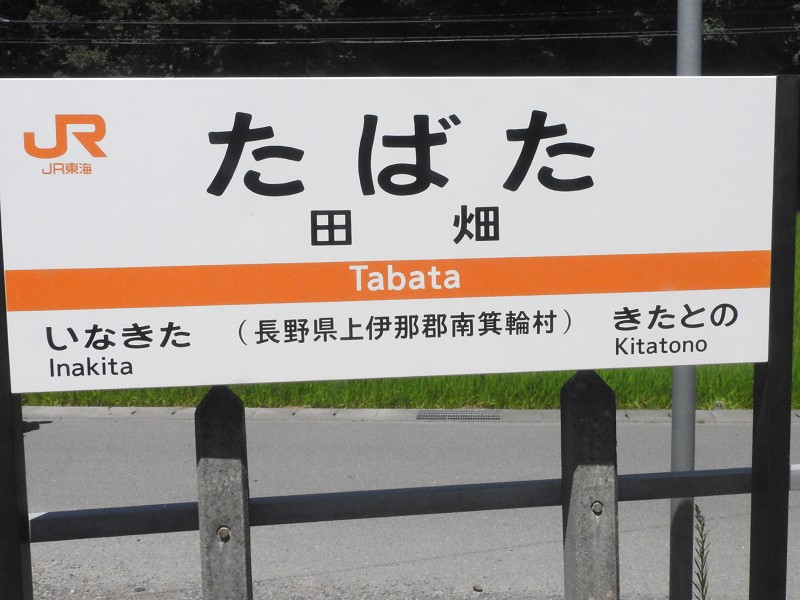 JR
JR東海
たばた
田畑
Tabata
いなきた
Inakita
（長野県上伊那郡南箕輪村）
きたとの
Kitatono